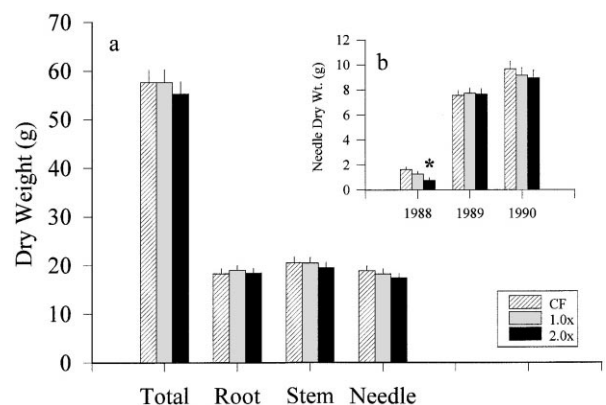 70
60
50
40
30
20
10
0
Dry Weight (g)
a
Total Root Stem Needle
b
12
10
8
6
4
2
0
Needle Dry Wt. (g)
*
1988 1989 1990
CF
1.0x
2.0x